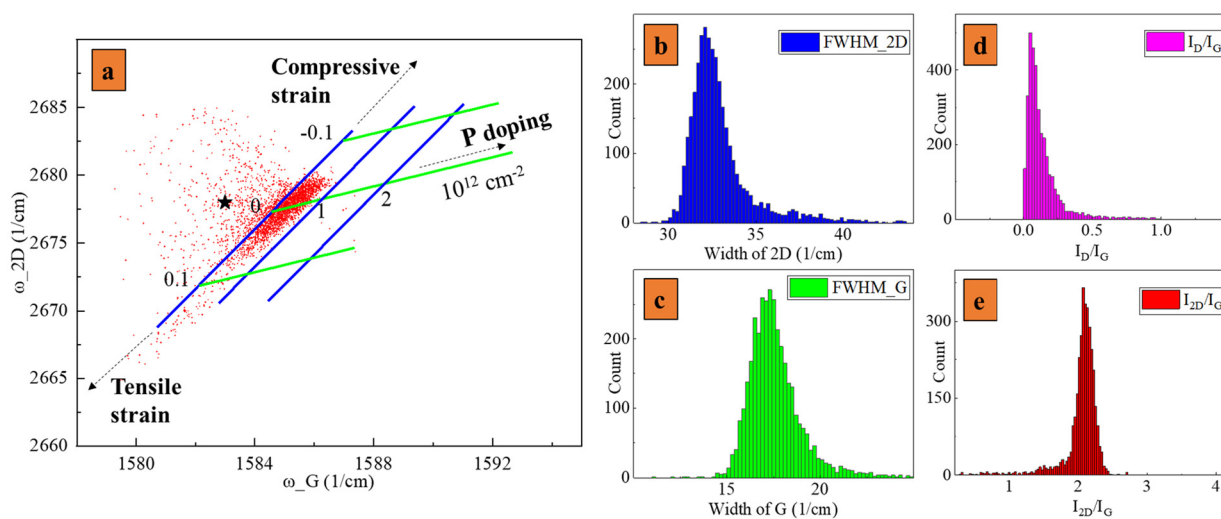 a
Compressive
strain
-0.1
P doping
10¹² cm⁻²
0
1
2
0.1
Tensile
strain
2685
2680
2675
2670
2665
2660
ω_2D (1/cm)
1580
1584
1588
1592
ω_G (1/cm)
b
FWHM_2D
200
100
0
Count
30
35
40
Width of 2D (1/cm)
c
FWHM_G
200
100
0
Count
15
20
Width of G (1/cm)
d
I_D/I_G
400
200
0
Count
0.0
0.5
1.0
I_D/I_G
e
I_2D/I_G
300
150
0
Count
1
2
3
4
I_2D/I_G